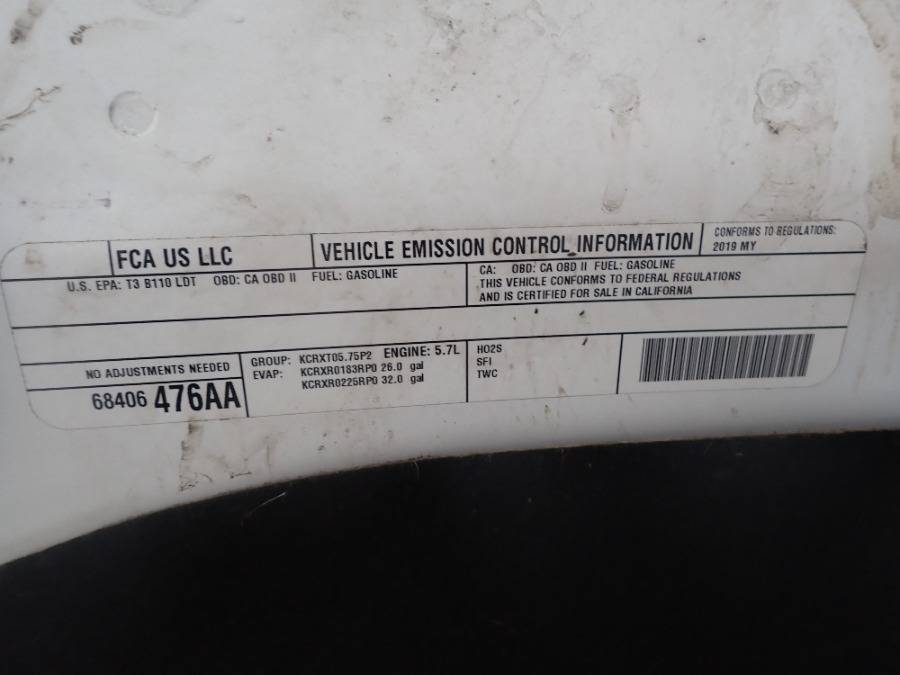 FCA US LLC
VEHICLE EMISSION CONTROL INFORMATION
CONFORMS TO REGULATIONS:
2019 MY
U.S. EPA: T3 B110 LDT OBD: CA OBD II FUEL: GASOLINE
CA: OBD: CA OBD II FUEL: GASOLINE
THIS VEHICLE CONFORMS TO FEDERAL REGULATIONS
AND IS CERTIFIED FOR SALE IN CALIFORNIA
NO ADJUSTMENTS NEEDED
68406 476AA
GROUP: KCRXT05.75P2 ENGINE: 5.7L
EVAP: KCRXR0183RP0 26.0 gal
KCRXR0225RP0 32.0 gal
HO2S
SFI
TWC